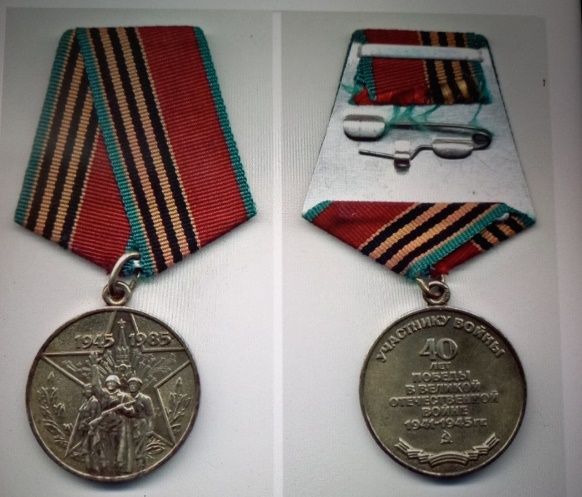 1945 1985
УЧАСТНИКУ ВОЙНЫ
40
ЛЕТ
ПОБЕДЫ
В ВЕЛИКОЙ
ОТЕЧЕСТВЕННОЙ
ВОЙНЕ
1941-1945 гг.